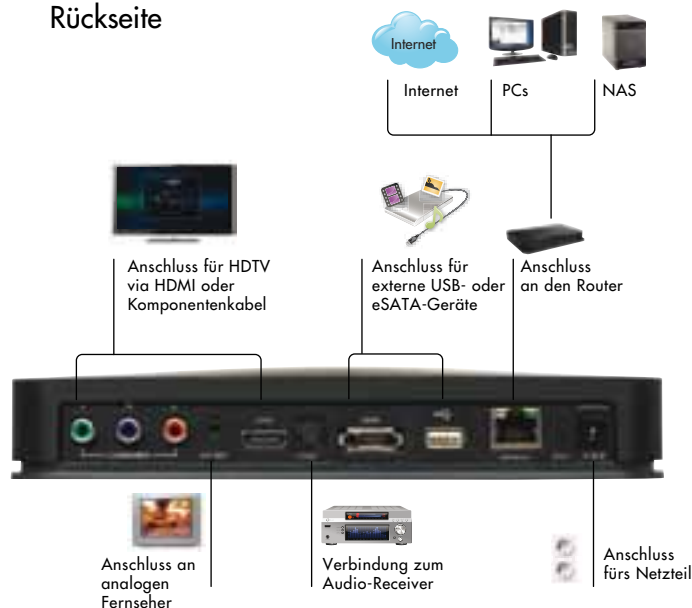 Rückseite
Internet
Internet
PCs
NAS
Anschluss für HDTV
via HDMI oder
Komponentenkabel
Anschluss für
externe USB- oder
eSATA-Geräte
Anschluss
an den Router
Anschluss an
analogen
Fernseher
Verbindung zum
Audio-Receiver
Anschluss
fürs Netzteil